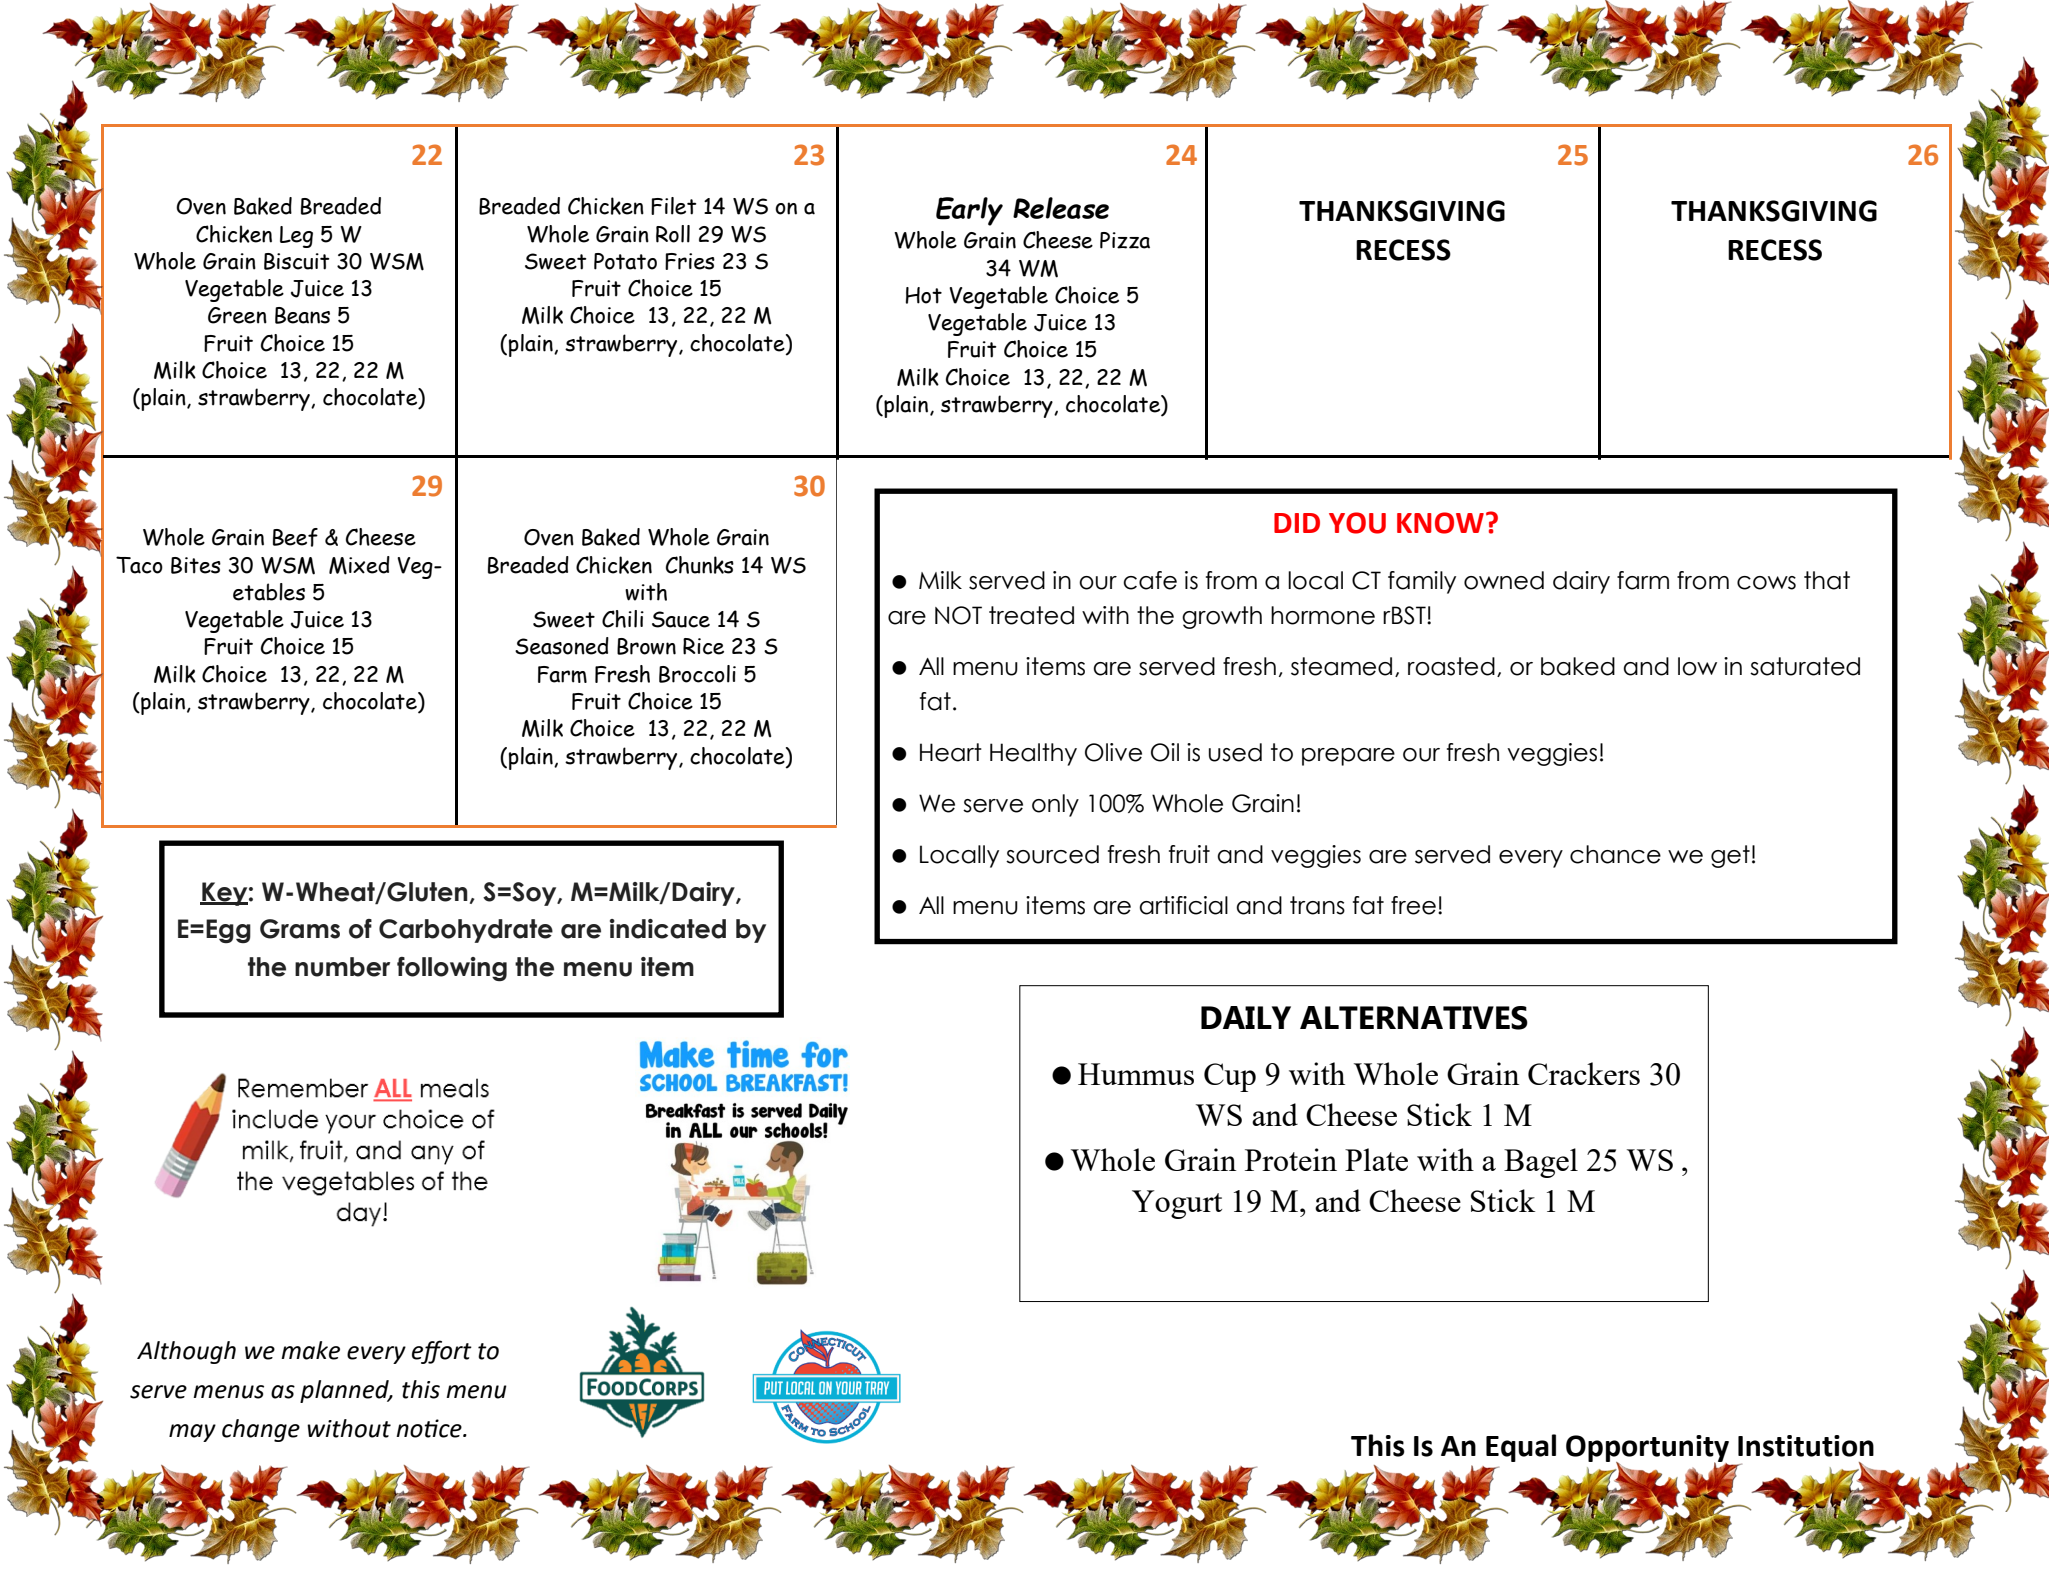 22
Oven Baked Breaded
Chicken Leg 5 W
Whole Grain Biscuit 30 WSM
Vegetable Juice 13
Green Beans 5
Fruit Choice 15
Milk Choice 13, 22, 22 M
(plain, strawberry, chocolate)
23
Breaded Chicken Filet 14 WS on a
Whole Grain Roll 29 WS
Sweet Potato Fries 23 S
Fruit Choice 15
Milk Choice 13, 22, 22 M
(plain, strawberry, chocolate)
24
Early Release
Whole Grain Cheese Pizza
34 WM
Hot Vegetable Choice 5
Vegetable Juice 13
Fruit Choice 15
Milk Choice 13, 22, 22 M
(plain, strawberry, chocolate)
25
THANKSGIVING
RECESS
26
THANKSGIVING
RECESS
29
Whole Grain Beef & Cheese
Taco Bites 30 WSM Mixed Veg-
etables 5
Vegetable Juice 13
Fruit Choice 15
Milk Choice 13, 22, 22 M
(plain, strawberry, chocolate)
30
Oven Baked Whole Grain
Breaded Chicken Chunks 14 WS
with
Sweet Chili Sauce 14 S
Seasoned Brown Rice 23 S
Farm Fresh Broccoli 5
Fruit Choice 15
Milk Choice 13, 22, 22 M
(plain, strawberry, chocolate)
DID YOU KNOW?
● Milk served in our cafe is from a local CT family owned dairy farm from cows that
are NOT treated with the growth hormone rBST!
● All menu items are served fresh, steamed, roasted, or baked and low in saturated
fat.
● Heart Healthy Olive Oil is used to prepare our fresh veggies!
● We serve only 100% Whole Grain!
● Locally sourced fresh fruit and veggies are served every chance we get!
● All menu items are artificial and trans fat free!
Key: W-Wheat/Gluten, S=Soy, M=Milk/Dairy,
E=Egg Grams of Carbohydrate are indicated by
the number following the menu item
DAILY ALTERNATIVES
● Hummus Cup 9 with Whole Grain Crackers 30
WS and Cheese Stick 1 M
● Whole Grain Protein Plate with a Bagel 25 WS ,
Yogurt 19 M, and Cheese Stick 1 M
Remember ALL meals
include your choice of
milk, fruit, and any of
the vegetables of the
day!
Make time for
SCHOOL BREAKFAST!
Breakfast is served Daily
in ALL our schools!
Although we make every effort to
serve menus as planned, this menu
may change without notice.
FOODCORPS
CONNECTICUT
PUT LOCAL ON YOUR TRAY
FARM TO SCHOOL
This Is An Equal Opportunity Institution